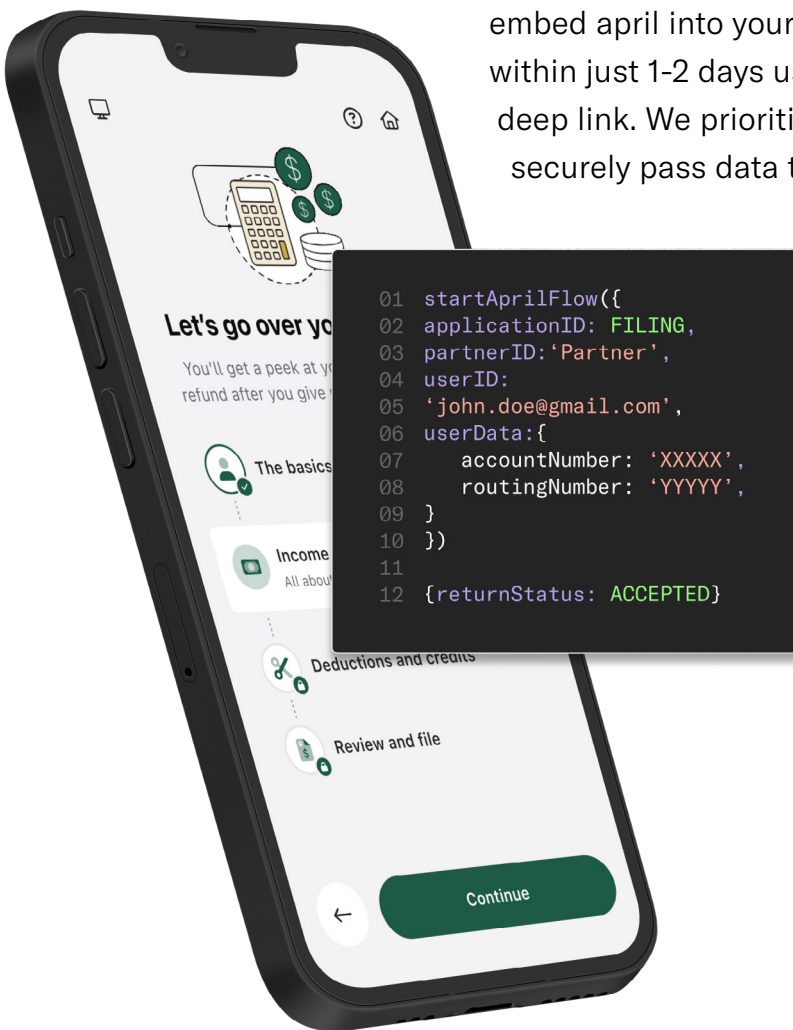 embed april into your
within just 1-2 days
deep link. We
securely pass data
Let's go over
You'll get a peek at
refund after you give
The basics
Income
All
Deductions and credits
Review and file
Continue
01 startAprilFlow({
02 applicationID: FILING,
03 partnerID:‘Partner’,
04 userID:
05 ‘john.doe@gmail.com’,
06 userData:{
07 accountNumber: ‘XXXXX’,
08 routingNumber: ‘YYYYY’,
09 }
10 })
11
12 {returnStatus: ACCEPTED}